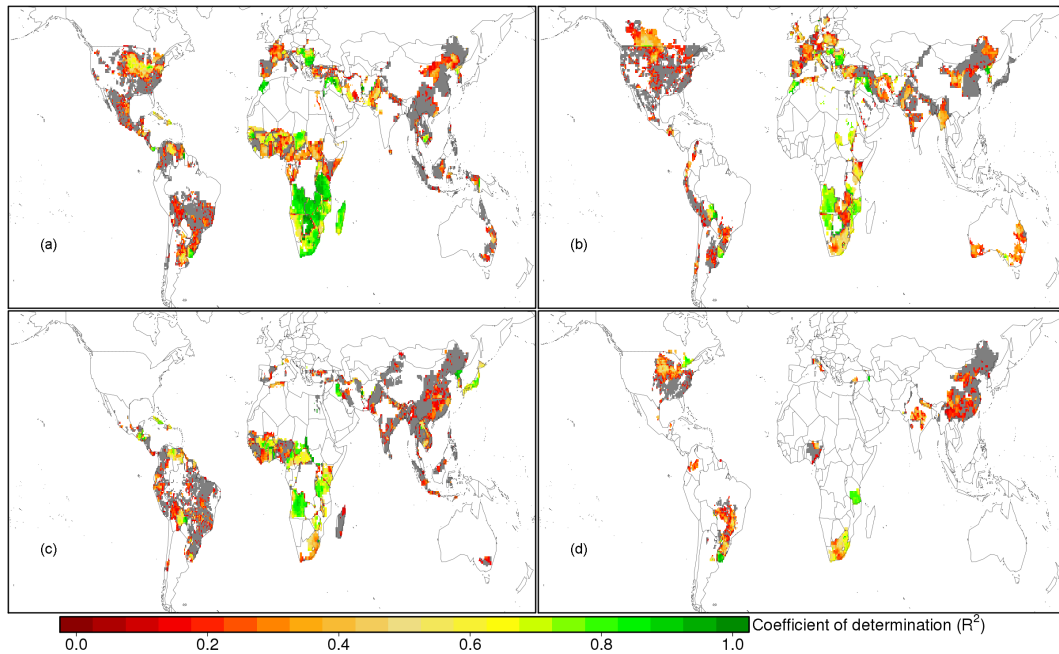 (a)
(b)
(c)
(d)
Coefficient of determination (R²)
0.0 0.2 0.4 0.6 0.8 1.0